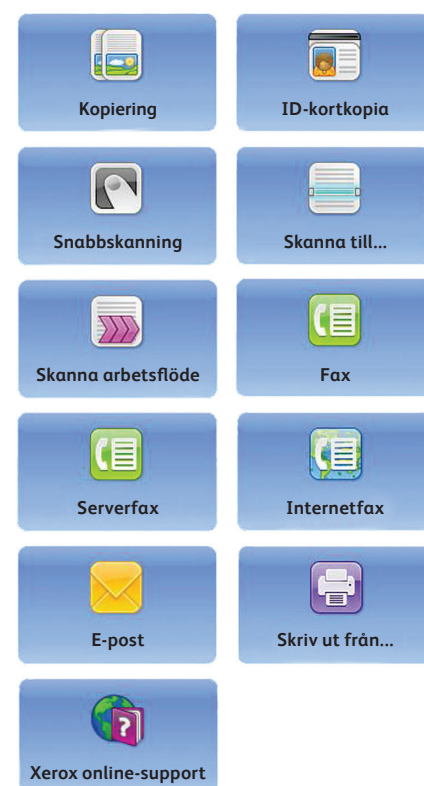 Kopiering
ID-kortkopia
Snabbskanning
Skanna till...
Skanna arbetsflöde
Fax
Serverfax
Internetfax
E-post
Skriv ut från...
Xerox online-support